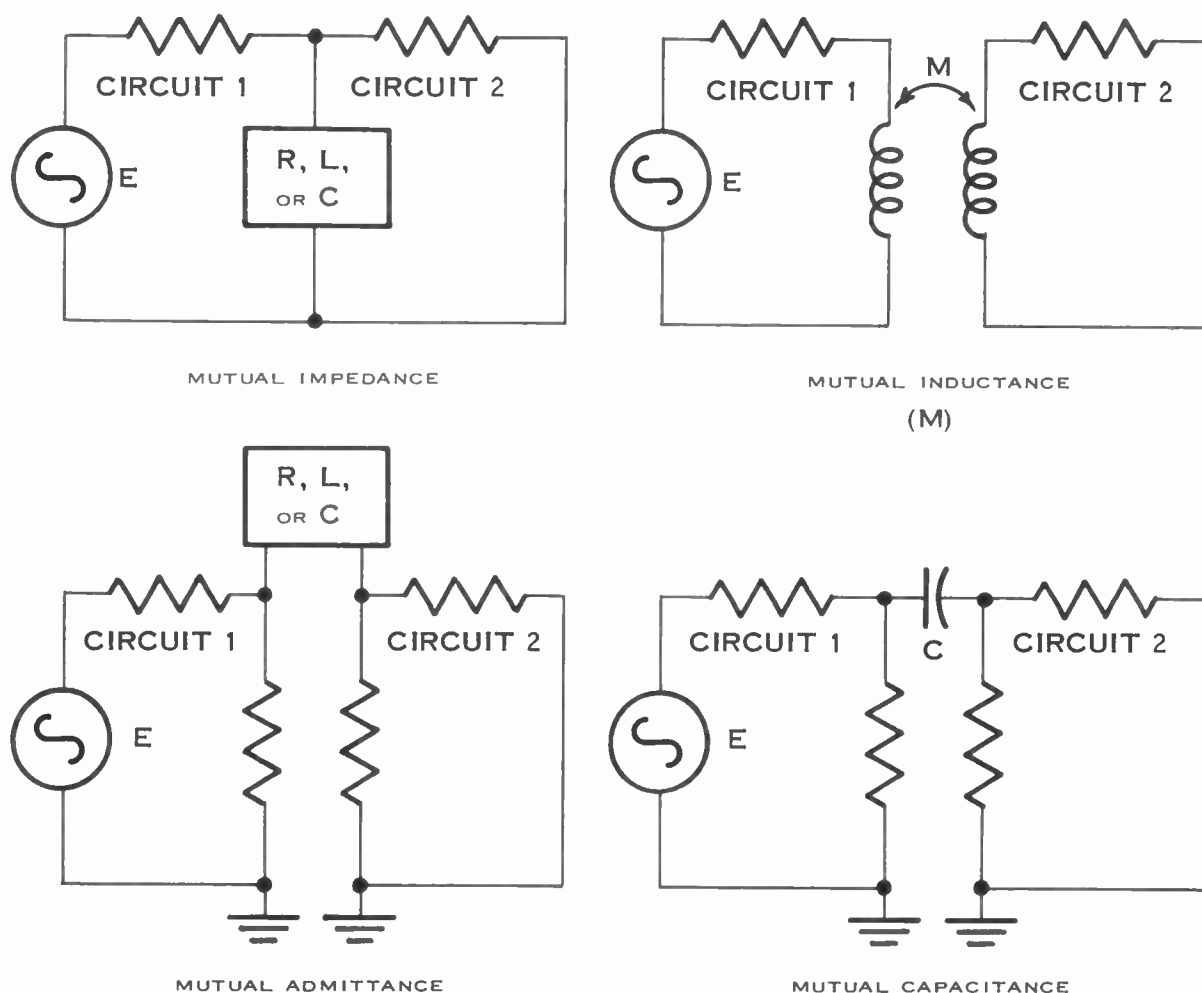 CIRCUIT 1
CIRCUIT 2
E
R, L,
OR C
MUTUAL IMPEDANCE
M
CIRCUIT 1
CIRCUIT 2
E
MUTUAL INDUCTANCE
(M)
R, L,
OR C
CIRCUIT 1
CIRCUIT 2
E
MUTUAL ADMITTANCE
CIRCUIT 1
C
CIRCUIT 2
E
MUTUAL CAPACITANCE